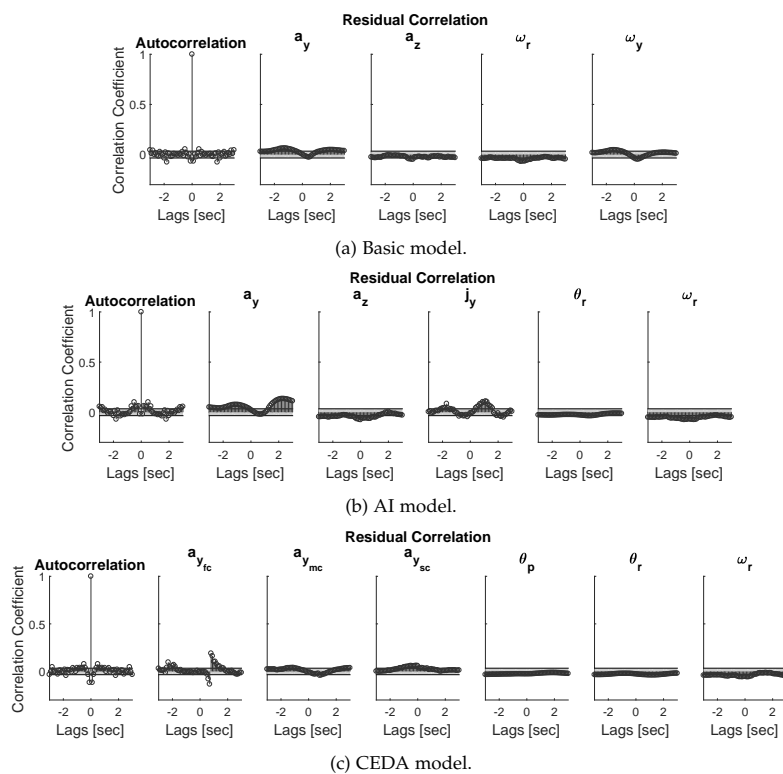 Residual Correlation
Autocorrelation a_y a_z ω_r ω_y
Correlation Coefficient
1
0.5
0
-2 0 2 -2 0 2 -2 0 2 -2 0 2 -2 0 2
Lags [sec] Lags [sec] Lags [sec] Lags [sec] Lags [sec]
(a) Basic model.
Residual Correlation
Autocorrelation a_y a_z j_y θ_r ω_r
Correlation Coefficient
1
0.5
0
-2 0 2 -2 0 2 -2 0 2 -2 0 2 -2 0 2 -2 0 2
Lags [sec] Lags [sec] Lags [sec] Lags [sec] Lags [sec] Lags [sec]
(b) AI model.
Residual Correlation
Autocorrelation a_y_fc a_y_mc a_y_sc θ_p θ_r ω_r
Correlation Coefficient
1
0.5
0
-2 0 2 -2 0 2 -2 0 2 -2 0 2 -2 0 2 -2 0 2 -2 0 2
Lags [sec] Lags [sec] Lags [sec] Lags [sec] Lags [sec] Lags [sec] Lags [sec]
(c) CEDA model.